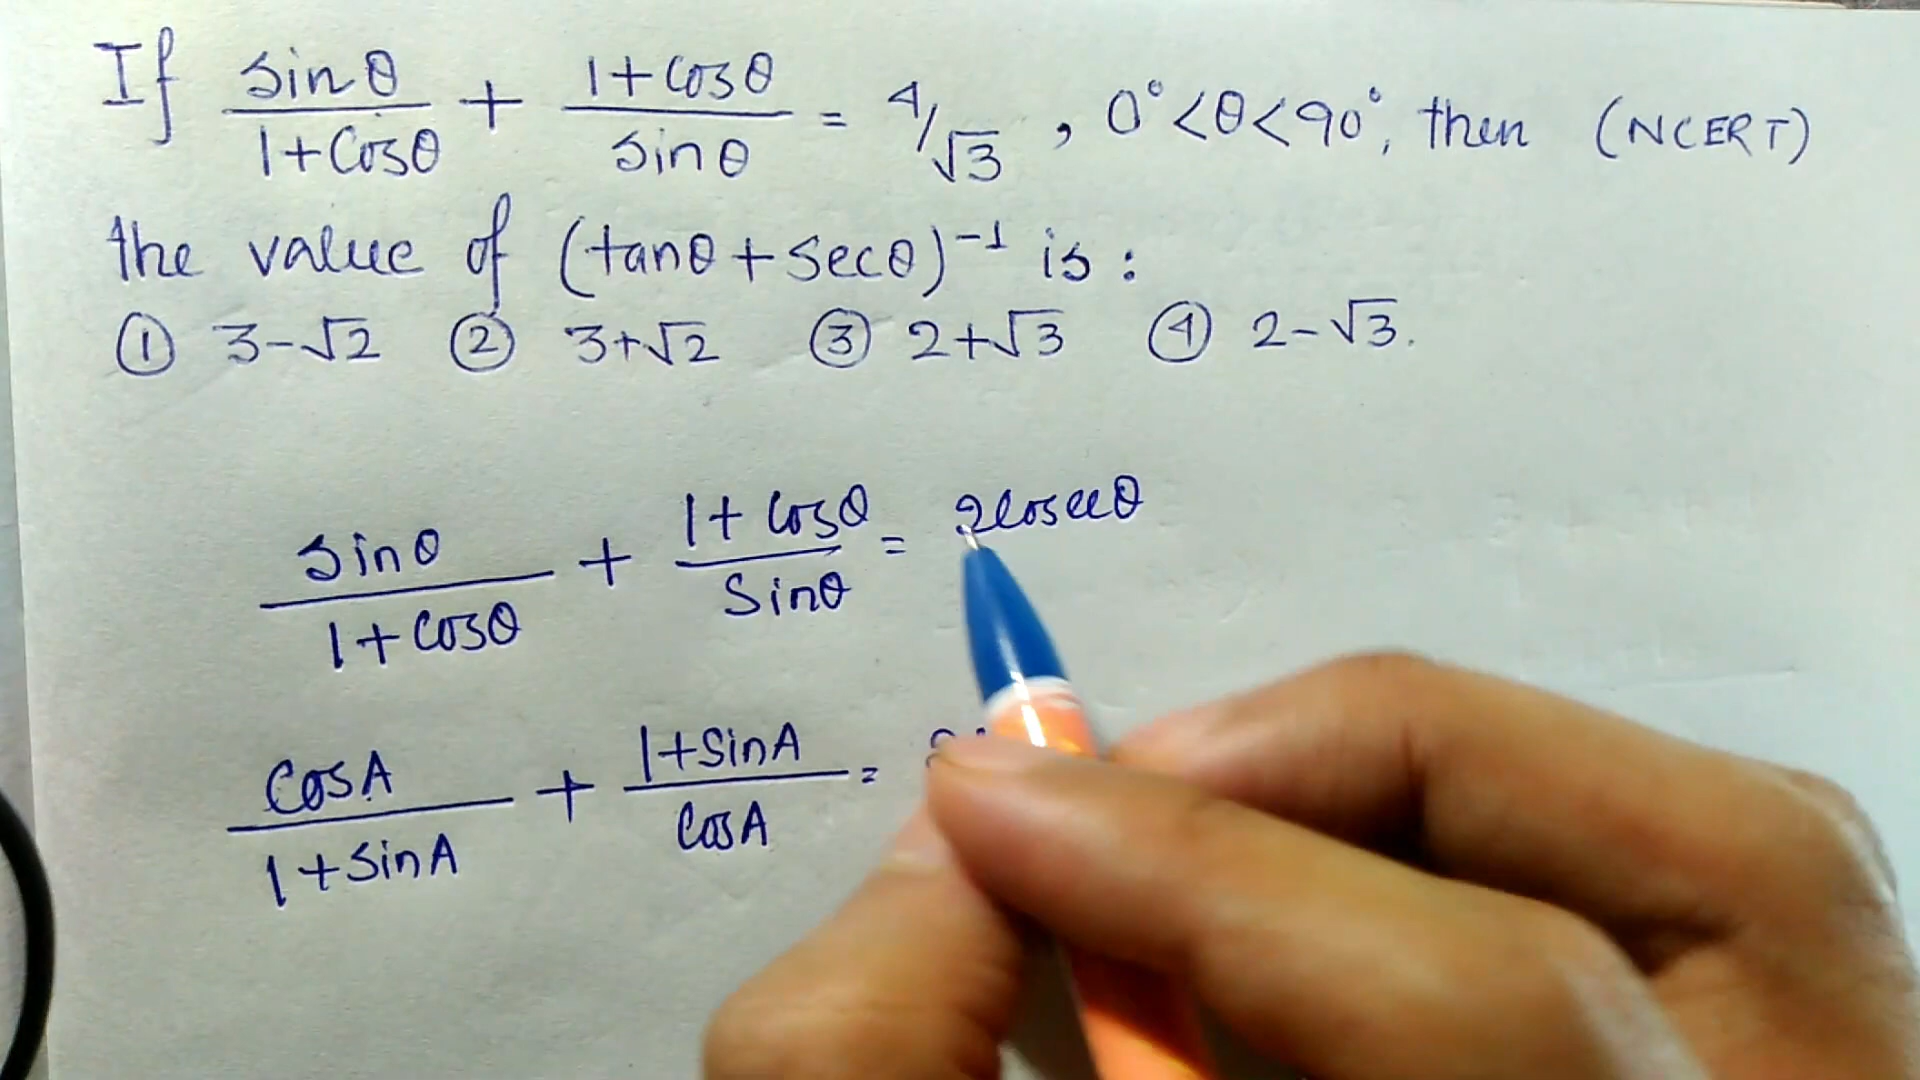 If sinθ/1+Cosθ + 1+Cosθ/sinθ = 4/√3, 0°<θ<90°, then (NCERT)
the value of (tanθ+secθ)⁻¹ is:
① 3-√2 ② 3+√2 ③ 2+√3 ④ 2-√3.
sinθ/1+Cosθ + 1+Cosθ/Sinθ = 2Cosecθ
CosA/1+sinA + 1+sinA/CosA =